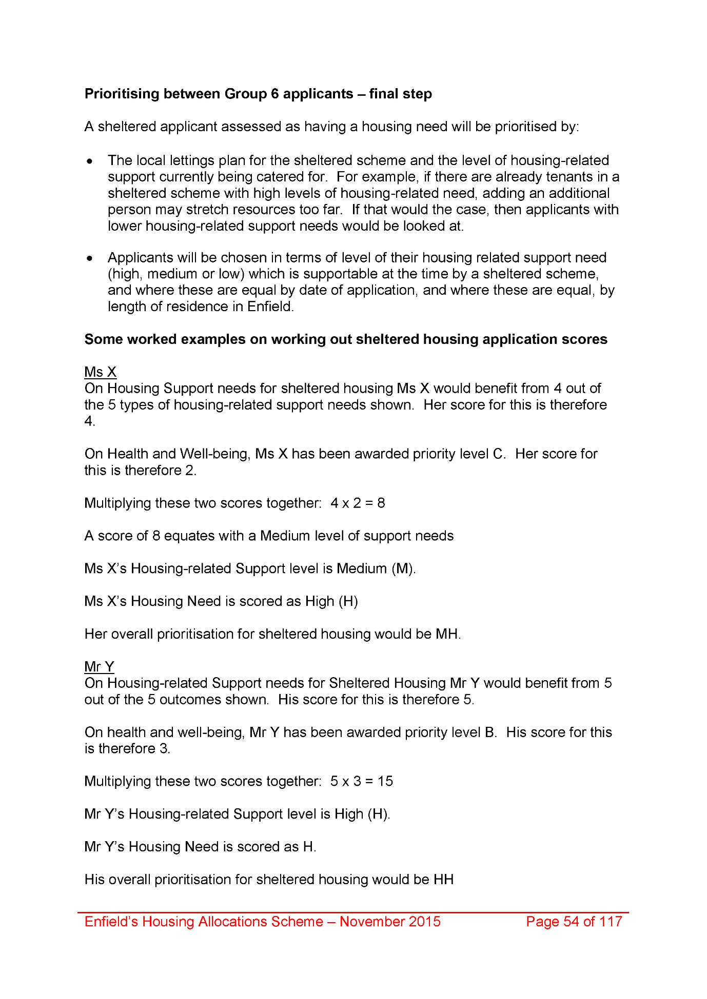 Prioritising between Group 6 applicants – final step
A sheltered applicant assessed as having a housing need will be prioritised by:
• The local lettings plan for the sheltered scheme and the level of housing-related
support currently being catered for.  For example, if there are already tenants in a
sheltered scheme with high levels of housing-related need, adding an additional
person may stretch resources too far.  If that would the case, then applicants with
lower housing-related support needs would be looked at.
• Applicants will be chosen in terms of level of their housing related support need
(high, medium or low) which is supportable at the time by a sheltered scheme,
and where these are equal by date of application, and where these are equal, by
length of residence in Enfield.
Some worked examples on working out sheltered housing application scores
Ms X
On Housing Support needs for sheltered housing Ms X would benefit from 4 out of
the 5 types of housing-related support needs shown.  Her score for this is therefore
4.
On Health and Well-being, Ms X has been awarded priority level C.  Her score for
this is therefore 2.
Multiplying these two scores together:  4 x 2 = 8
A score of 8 equates with a Medium level of support needs
Ms X’s Housing-related Support level is Medium (M).
Ms X’s Housing Need is scored as High (H)
Her overall prioritisation for sheltered housing would be MH.
Mr Y
On Housing-related Support needs for Sheltered Housing Mr Y would benefit from 5
out of the 5 outcomes shown.  His score for this is therefore 5.
On health and well-being, Mr Y has been awarded priority level B.  His score for this
is therefore 3.
Multiplying these two scores together:  5 x 3 = 15
Mr Y’s Housing-related Support level is High (H).
Mr Y’s Housing Need is scored as H.
His overall prioritisation for sheltered housing would be HH
Enfield’s Housing Allocations Scheme – November 2015 Page 54 of 117